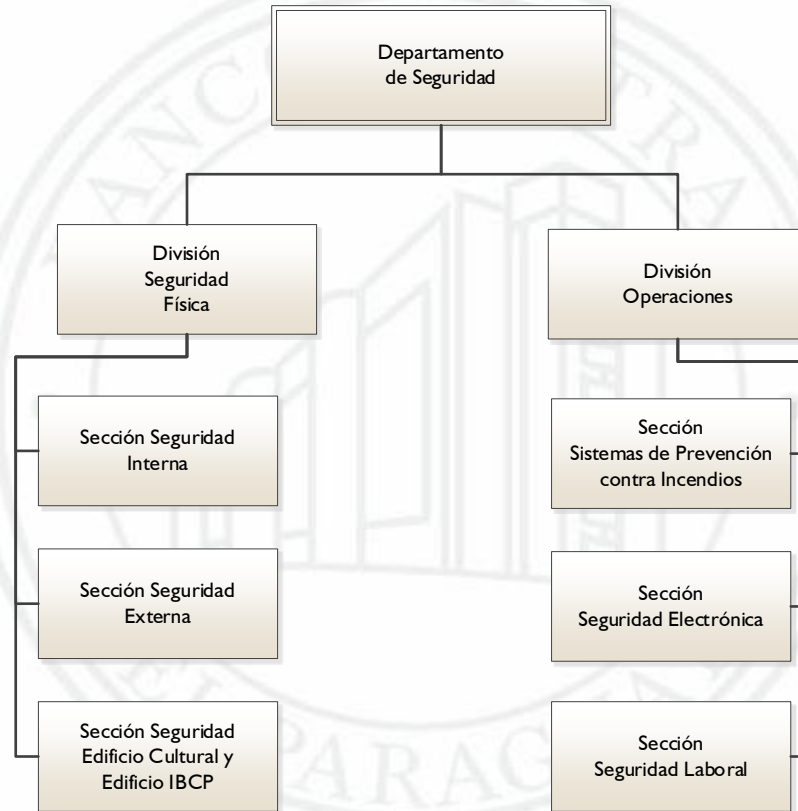 Departamento
de Seguridad
División
Seguridad
Física
División
Operaciones
Sección Seguridad
Interna
Sección
Sistemas de Prevención
contra Incendios
Sección Seguridad
Externa
Sección
Seguridad Electrónica
Sección Seguridad
Edificio Cultural y
Edificio IBCP
Sección
Seguridad Laboral